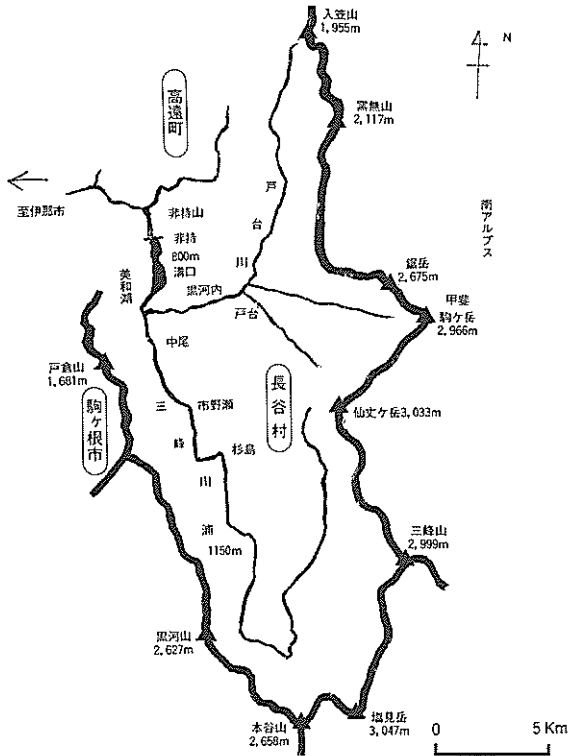 入笠山
1,955m
N
釜無山
2,117m
高遠町
戸台川
至伊那市
非持山
非持
800m
溝口
美和湖
黒河内
戸台
南アルプス
鋸岳
2,675m
甲斐
駒ケ岳
2,966m
中尾
戸倉山
1,681m
駒ヶ根市
市野瀬
長谷村
仙丈ケ岳3,033m
三峰川
杉島
浦
1150m
三峰山
2,999m
黒河山
2,627m
本谷山
2,658m
塩見岳
3,047m
0
5 Km